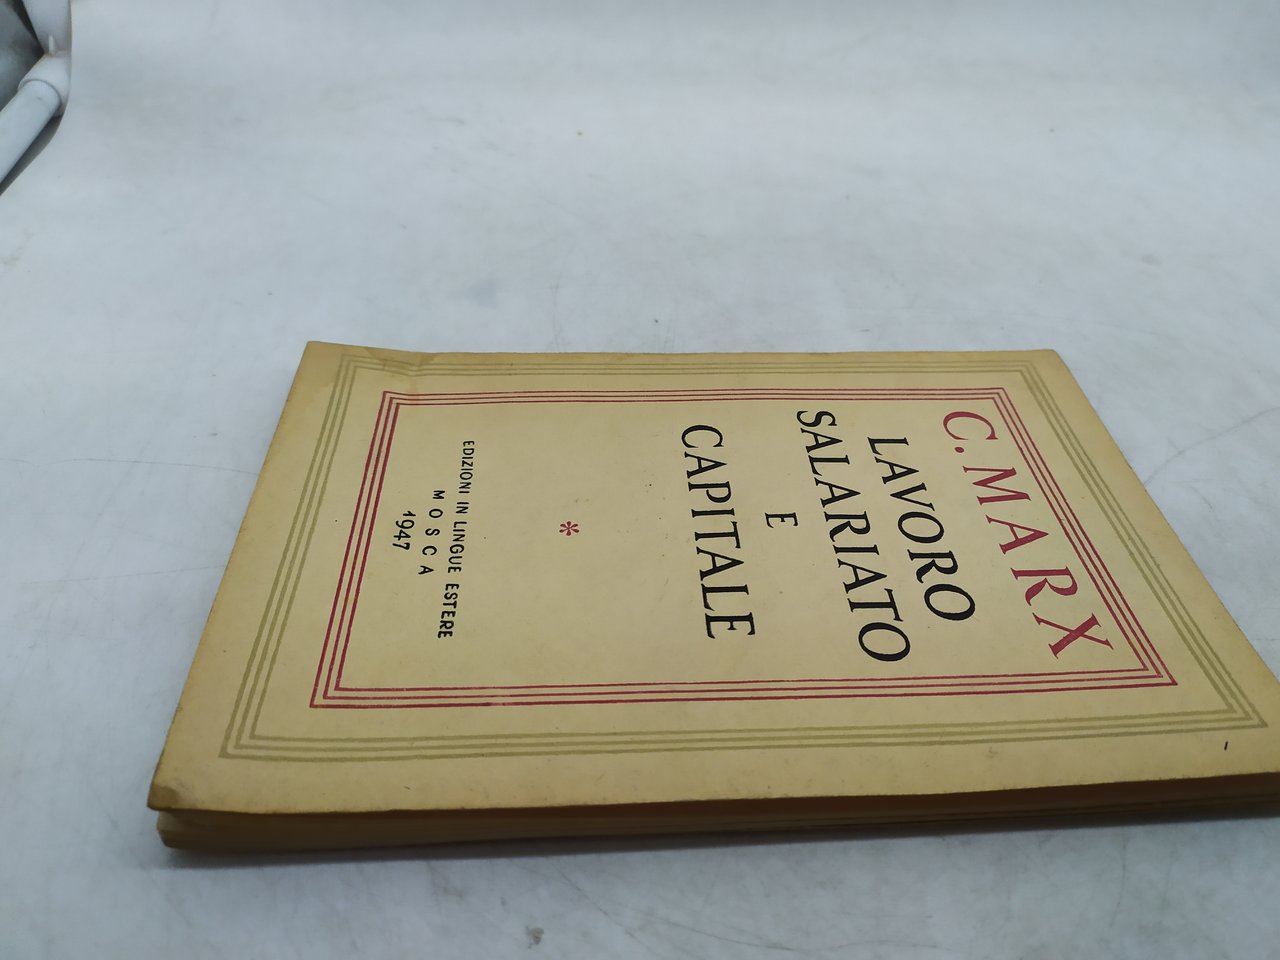 C. MARX
LAVORO
SALARIATO
E
CAPITALE
*
EDIZIONI IN LINGUE ESTERE
MOSCA
1947